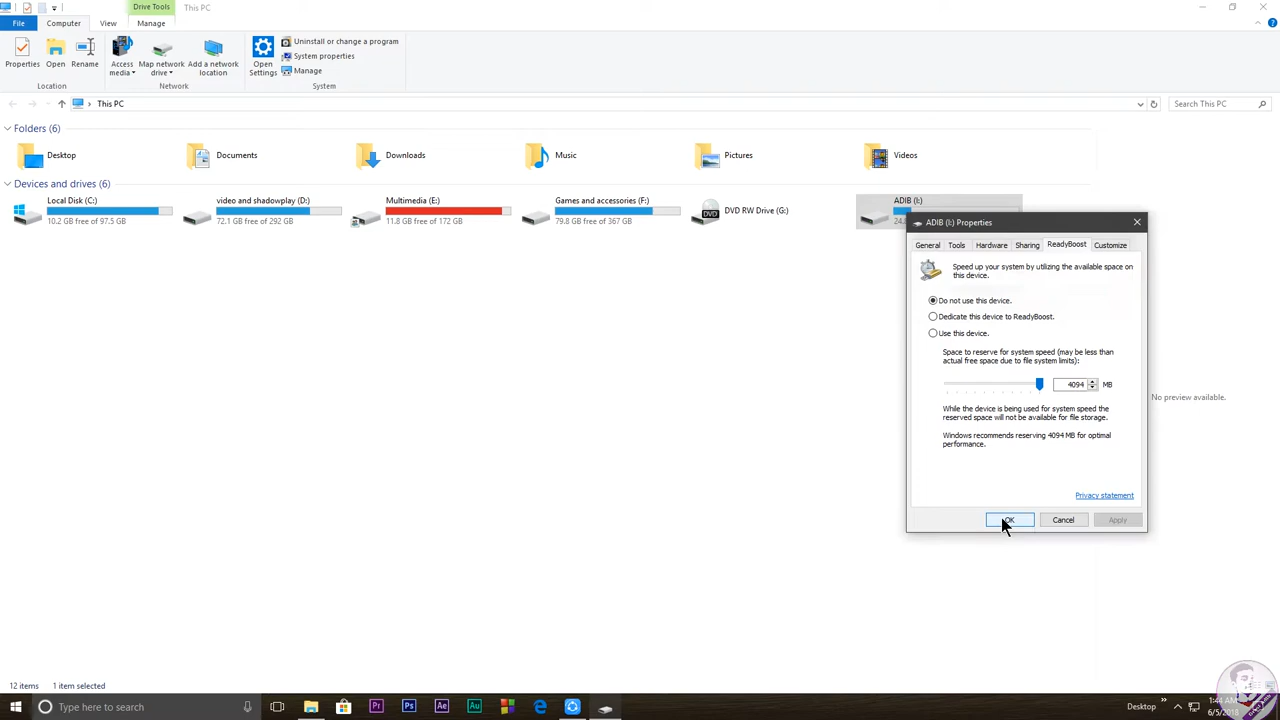 Drive Tools
This PC
File
Computer
View
Manage
Properties
Open
Rename
Access media
Map network drive
Add a network location
Open Settings
Uninstall or change a program
System properties
Manage
Location
Network
System
This PC
Search This PC
Folders (6)
Desktop
Documents
Downloads
Music
Pictures
Videos
Devices and drives (6)
Local Disk (C:)
10.2 GB free of 97.5 GB
video and shadowplay (D:)
72.1 GB free of 292 GB
Multimedia (E:)
11.8 GB free of 172 GB
Games and accessories (F:)
79.8 GB free of 367 GB
DVD
DVD RW Drive (G:)
ADIB (I:)
ADIB (I:) Properties
General
Tools
Hardware
Sharing
ReadyBoost
Customize
Speed up your system by utilizing the available space on
this device.
Do not use this device.
Dedicate this device to ReadyBoost.
Use this device.
Space to reserve for system speed (may be less than
actual free space due to file system limits):
4094 MB
While the device is being used for system speed the
reserved space will not be available for file storage.
Windows recommends reserving 4094 MB for optimal
performance.
Privacy statement
OK
Cancel
Apply
No preview available.
12 items
1 item selected
Type here to search
Pr
Ps
Ae
Au
Desktop
1:44 AM
6/5/2018